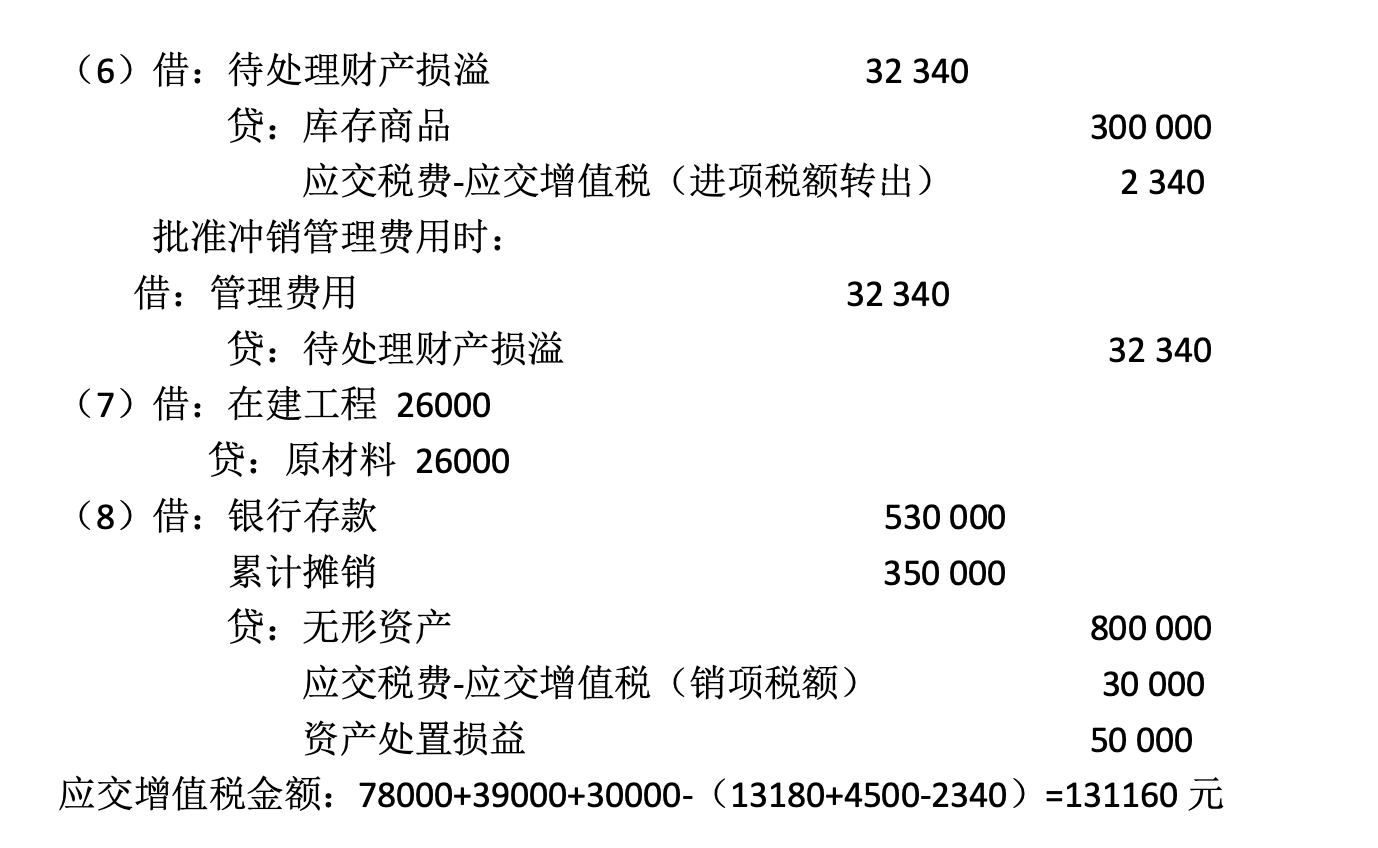 （6）借：待处理财产损溢 32 340
贷：库存商品 300 000
应交税费-应交增值税（进项税额转出） 2 340
批准冲销管理费用时：
借：管理费用 32 340
贷：待处理财产损溢 32 340
（7）借：在建工程 26000
贷：原材料 26000
（8）借：银行存款 530 000
累计摊销 350 000
贷：无形资产 800 000
应交税费-应交增值税（销项税额） 30 000
资产处置损益 50 000
应交增值税金额：78000+39000+30000-（13180+4500-2340）=131160 元